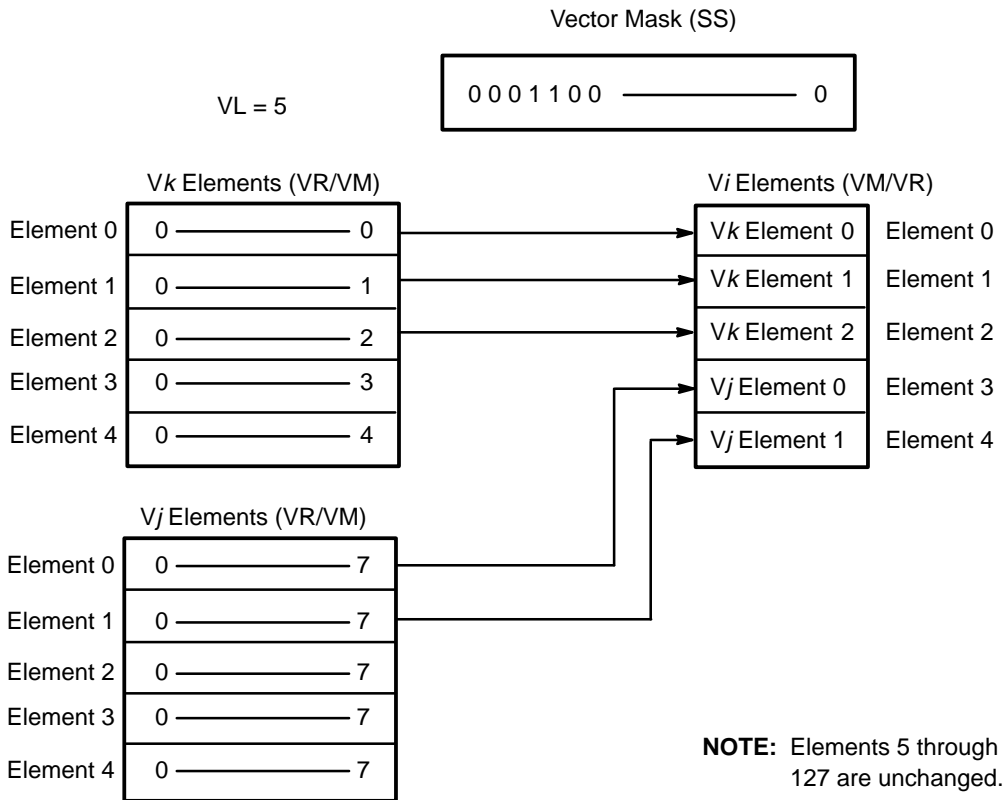 Vector Mask (SS)
0 0 0 1 1 0 0 0
VL = 5
Vk Elements (VR/VM)
Element 0 0 0
Element 1 0 1
Element 2 0 2
Element 3 0 3
Element 4 0 4
Vi Elements (VM/VR)
Vk Element 0 Element 0
Vk Element 1 Element 1
Vk Element 2 Element 2
Vj Element 0 Element 3
Vj Element 1 Element 4
Vj Elements (VR/VM)
Element 0 0 7
Element 1 0 7
Element 2 0 7
Element 3 0 7
Element 4 0 7
NOTE: Elements 5 through
127 are unchanged.